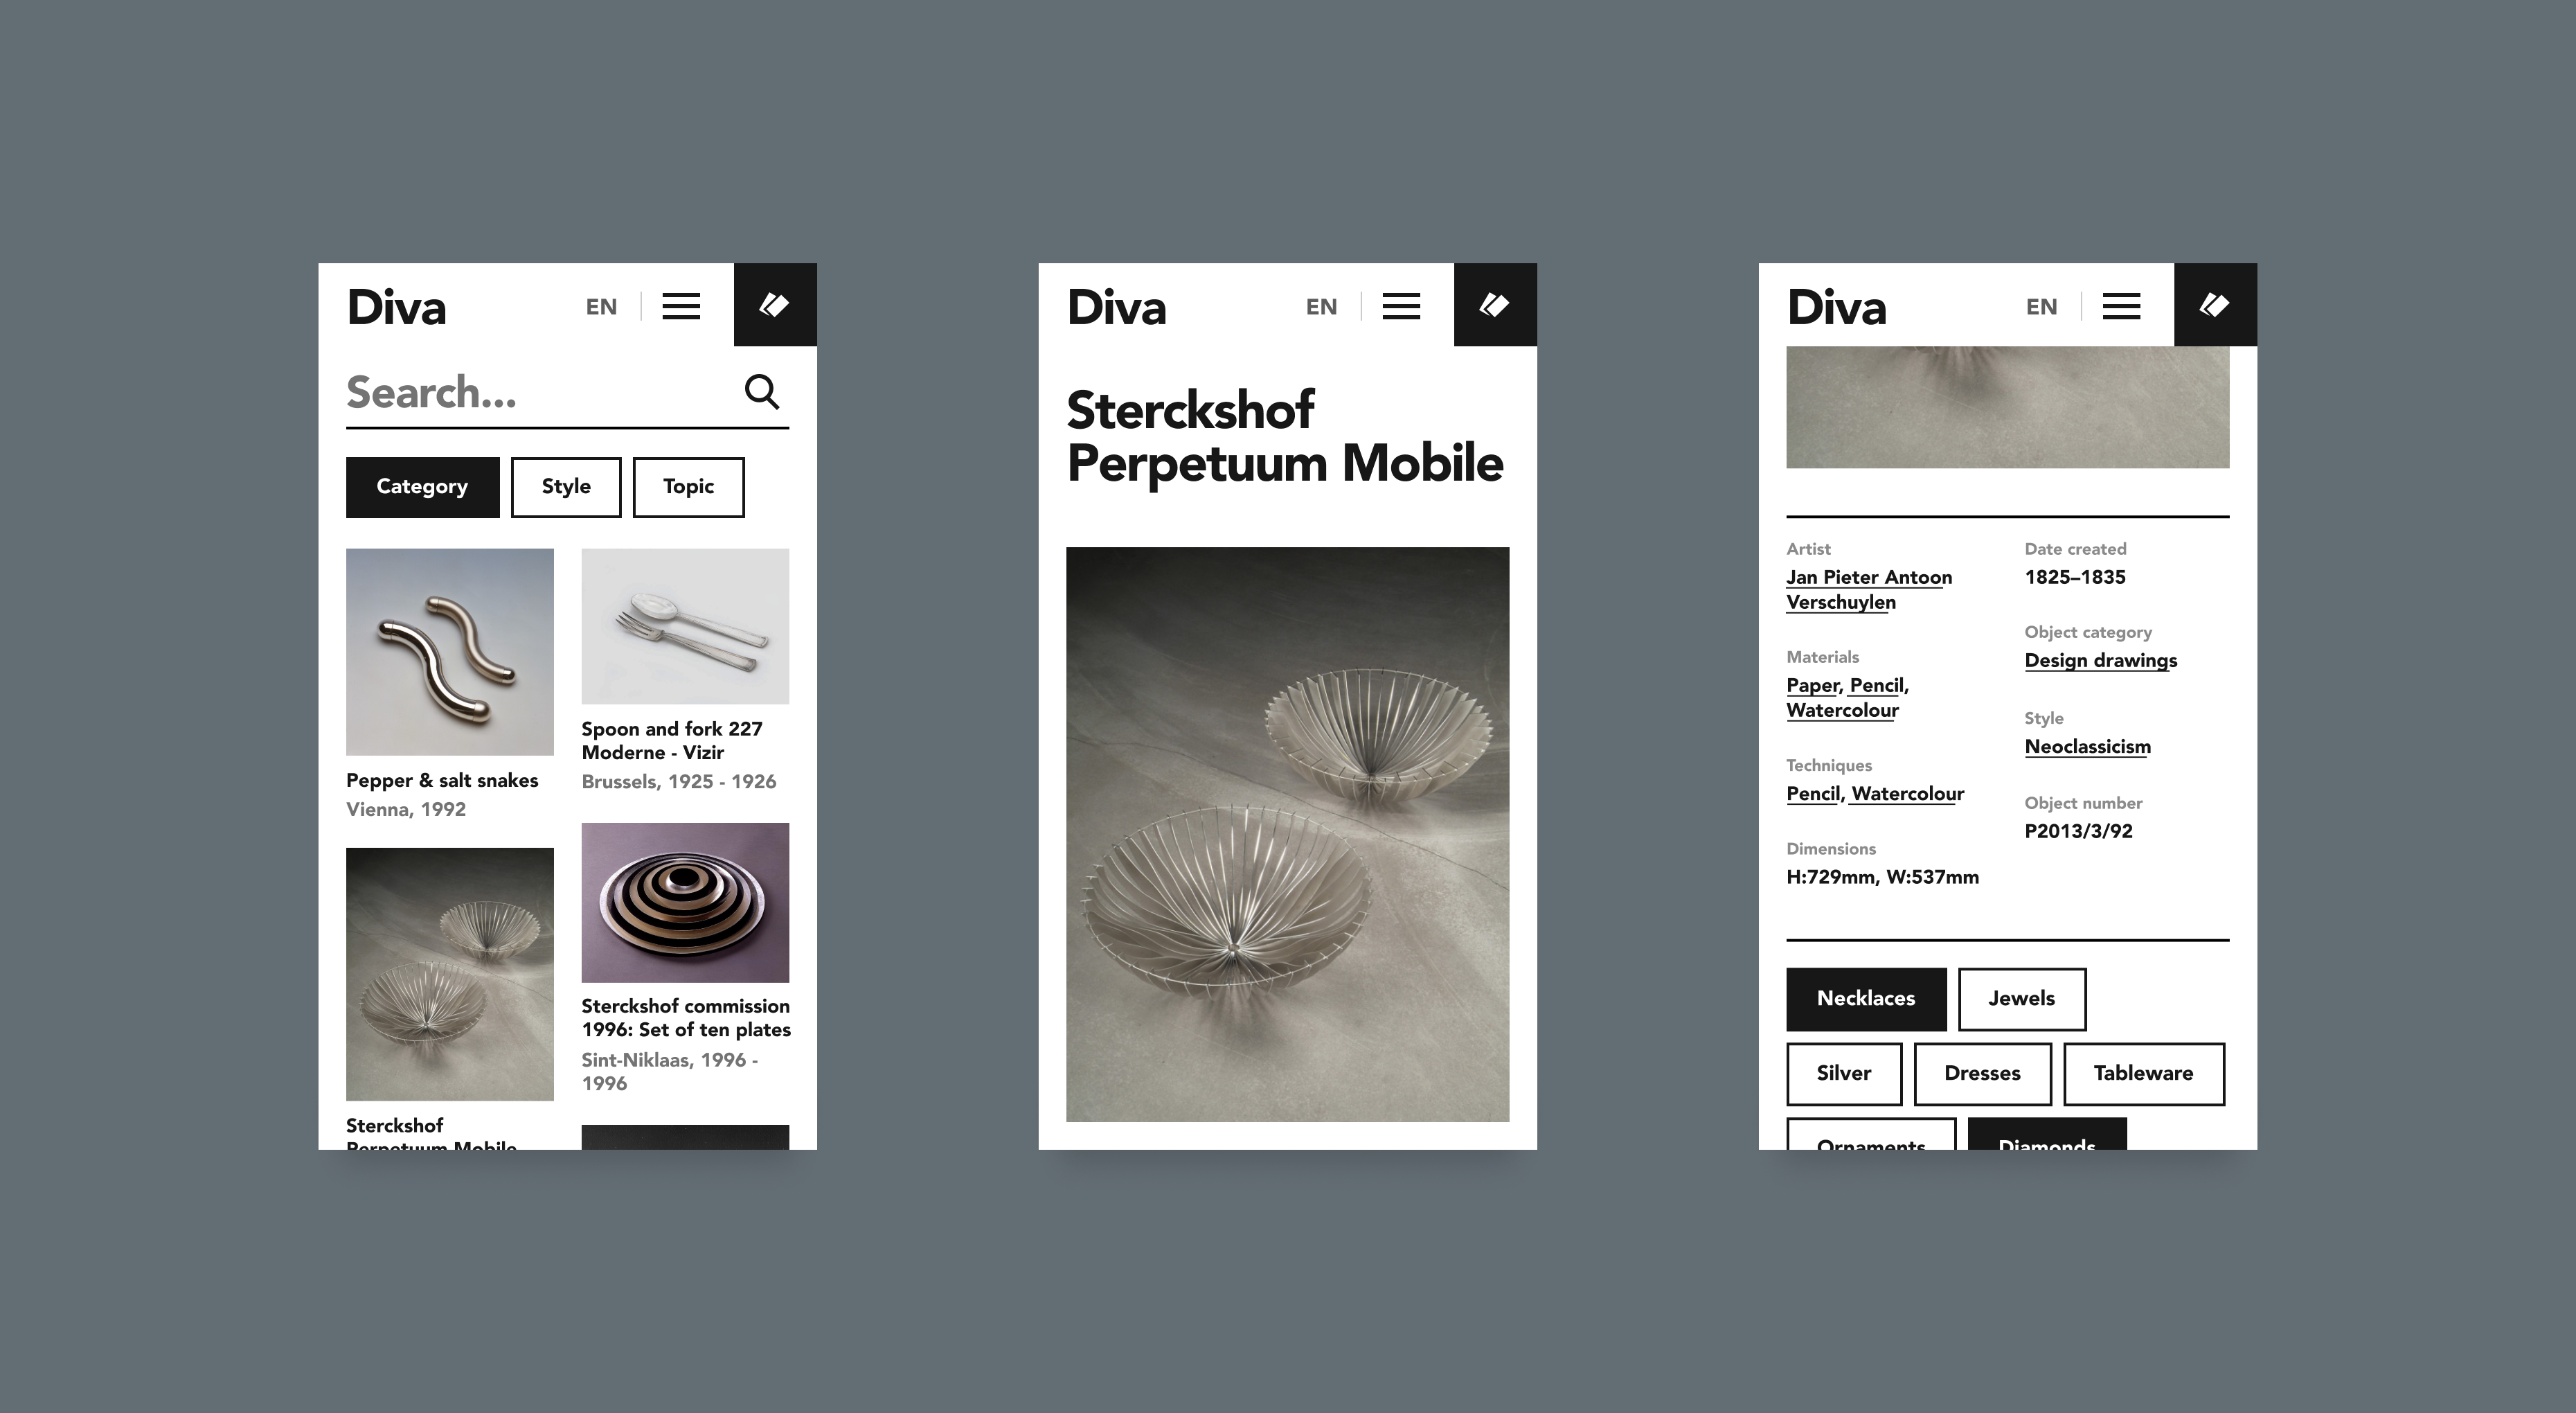 Diva
EN
Search...
Category
Style
Topic
Pepper & salt snakes
Vienna, 1992
Sterckshof
Perpetuum Mobile
Spoon and fork 227
Moderne - Vizir
Brussels, 1925 - 1926
Sterckshof commission
1996: Set of ten plates
Sint-Niklaas, 1996 -
1996
Diva
EN
Sterckshof
Perpetuum Mobile
Diva
EN
Artist
Jan Pieter Antoon
Verschuylen
Materials
Paper, Pencil,
Watercolour
Techniques
Pencil, Watercolour
Dimensions
H:729mm, W:537mm
Date created
1825–1835
Object category
Design drawings
Style
Neoclassicism
Object number
P2013/3/92
Necklaces
Jewels
Silver
Dresses
Tableware
Ornaments
Diamonds